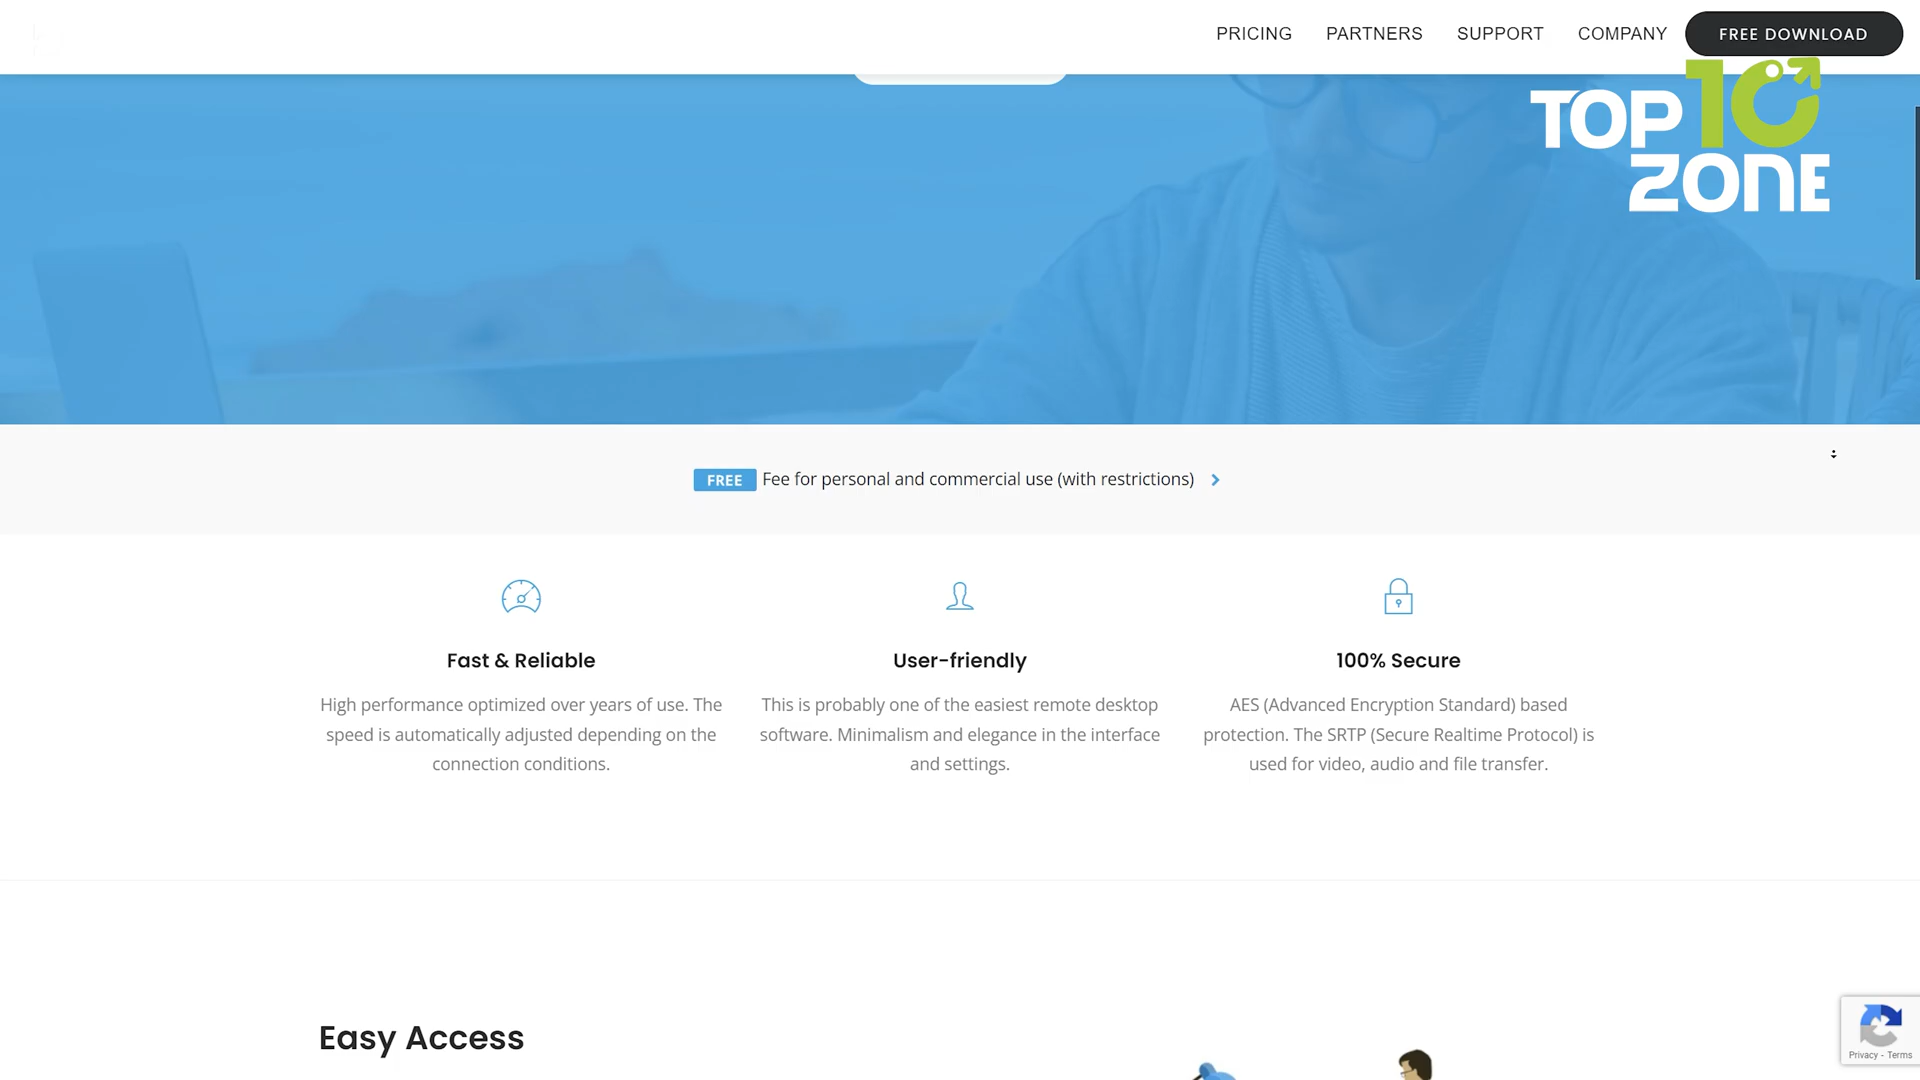 PRICING PARTNERS SUPPORT COMPANY FREE DOWNLOAD
TOP10
ZONE
FREE Fee for personal and commercial use (with restrictions)
Fast & Reliable
High performance optimized over years of use. The
speed is automatically adjusted depending on the
connection conditions.
User-friendly
This is probably one of the easiest remote desktop
software. Minimalism and elegance in the interface
and settings.
100% Secure
AES (Advanced Encryption Standard) based
protection. The SRTP (Secure Realtime Protocol) is
used for video, audio and file transfer.
Easy Access
Privacy - Terms